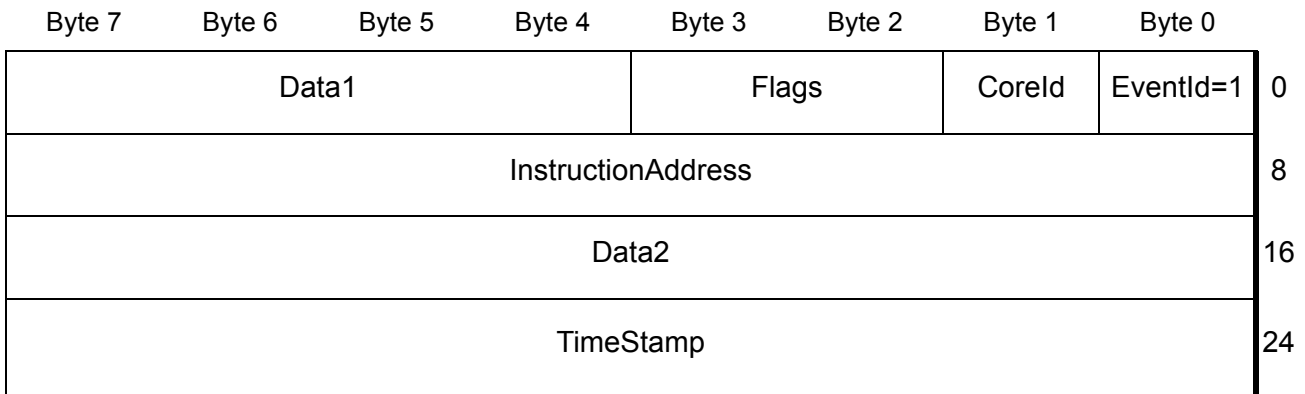 Byte 7 Byte 6 Byte 5 Byte 4 Byte 3 Byte 2 Byte 1 Byte 0
Data1 Flags CoreId EventId=1 0
InstructionAddress 8
Data2 16
TimeStamp 24